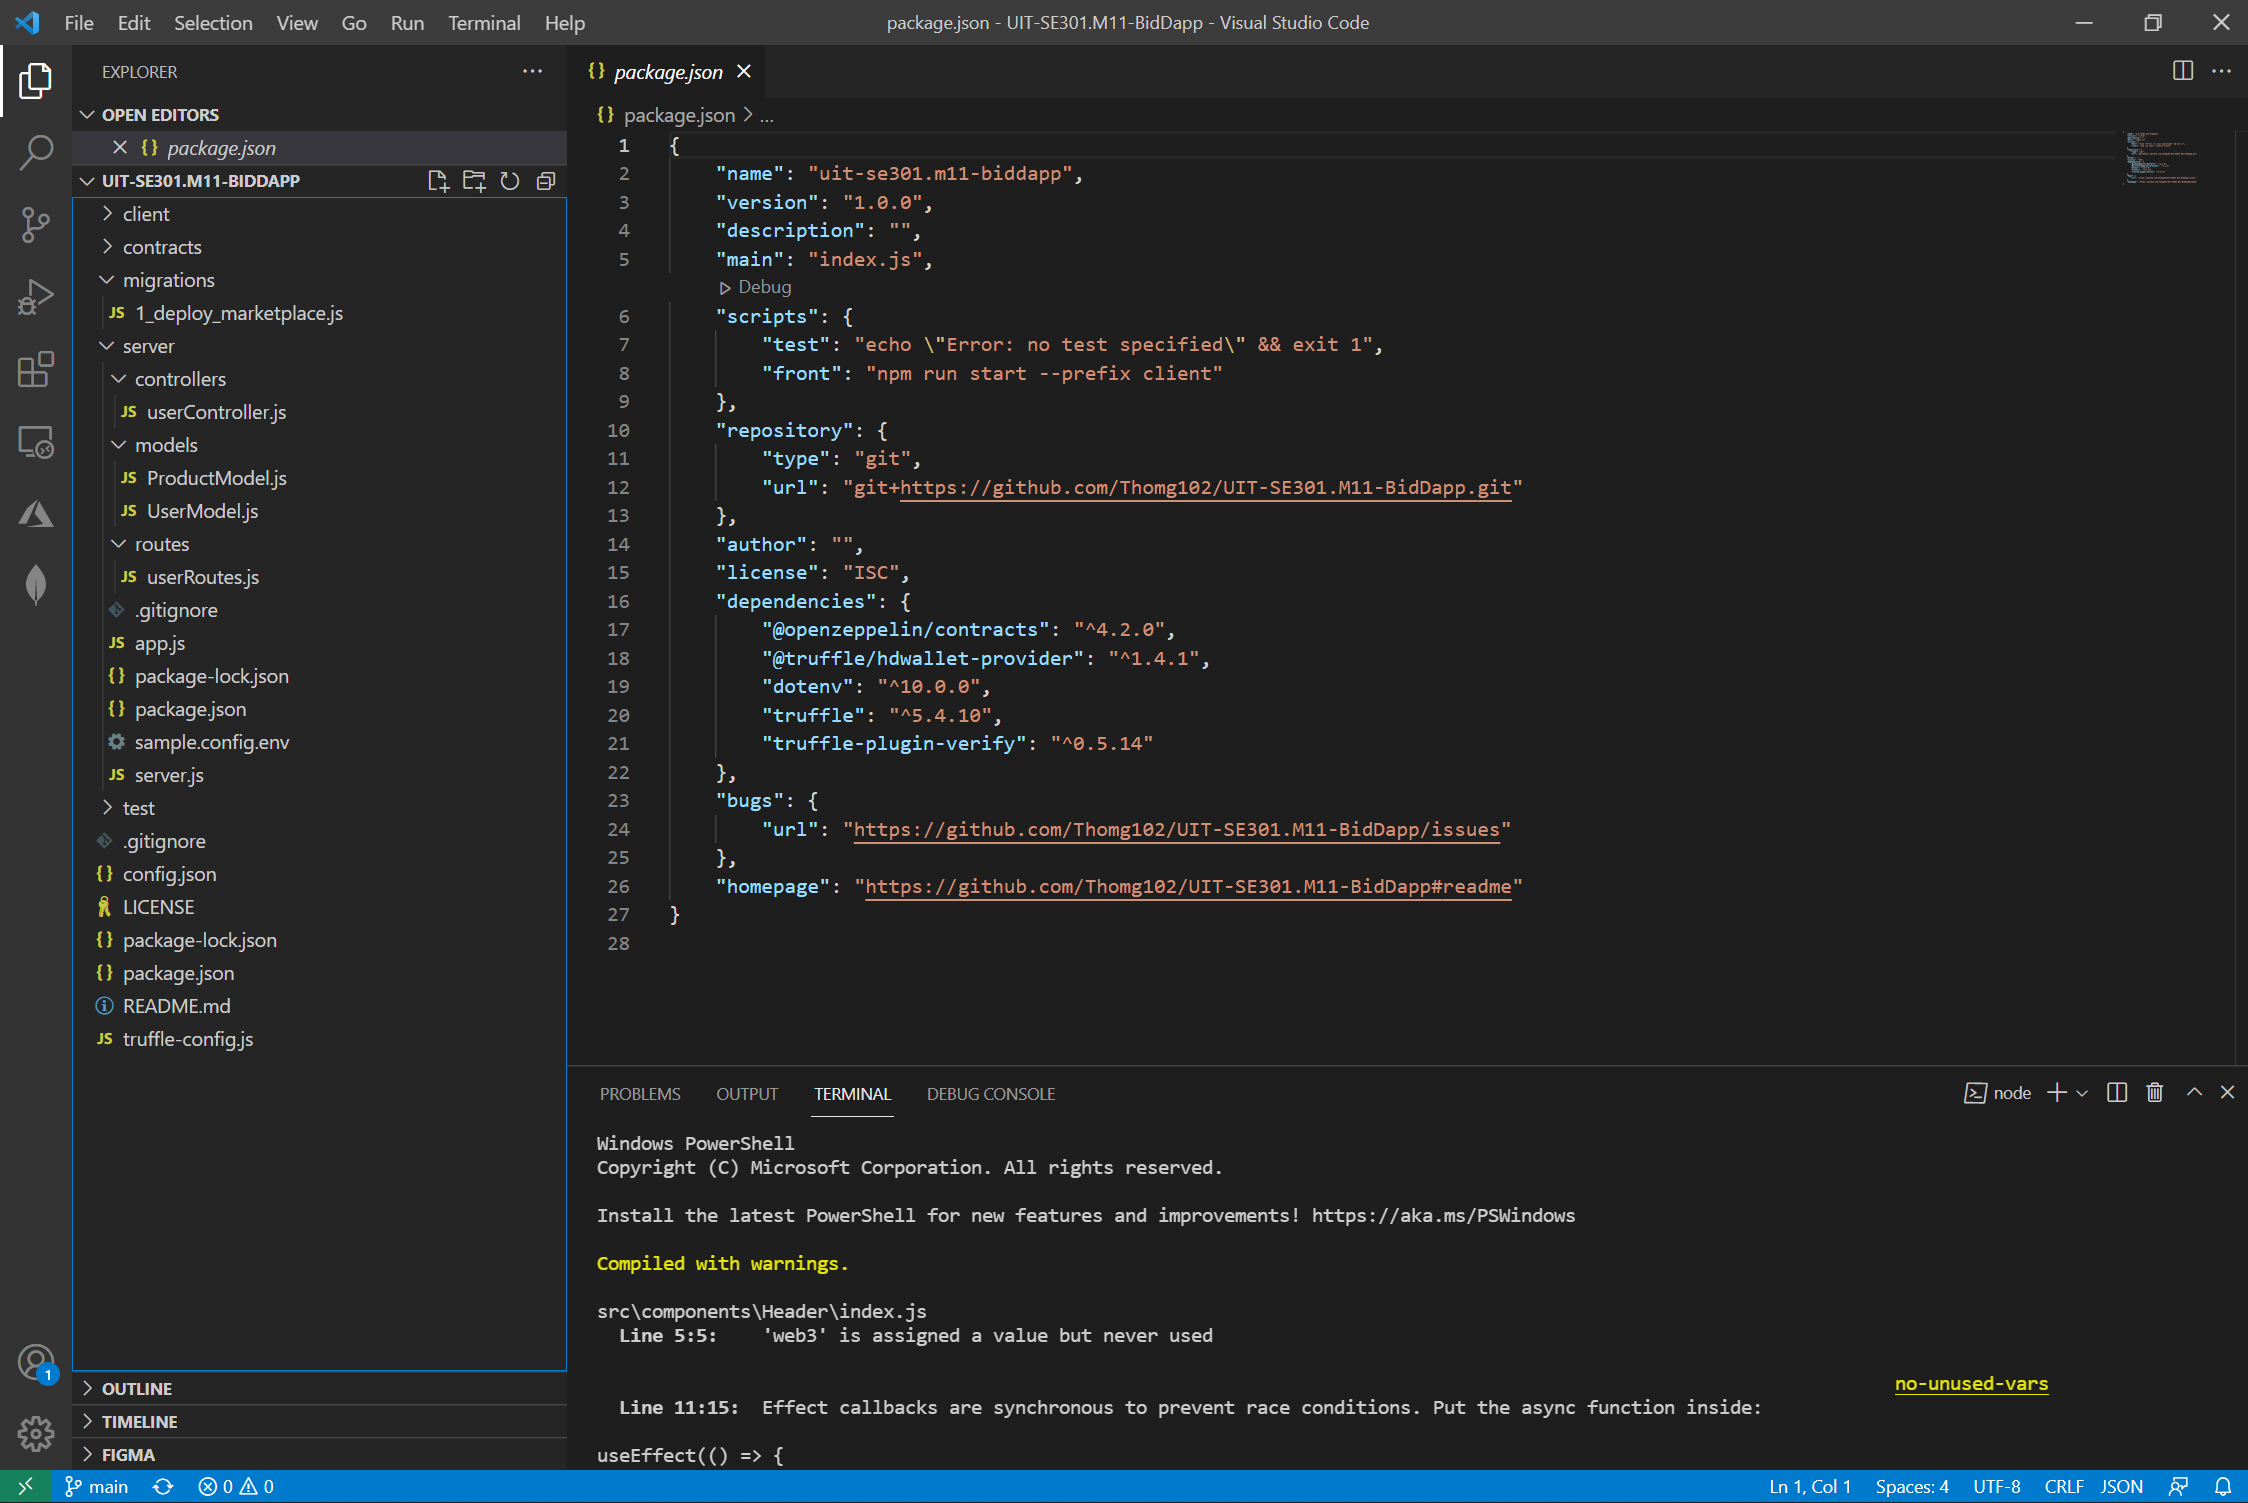 File Edit Selection View Go Run Terminal Help
package.json - UIT-SE301.M11-BidDapp - Visual Studio Code
EXPLORER
OPEN EDITORS
package.json
UIT-SE301.M11-BIDDAPP
client
contracts
migrations
JS 1_deploy_marketplace.js
server
controllers
JS userController.js
models
JS ProductModel.js
JS UserModel.js
routes
JS userRoutes.js
.gitignore
JS app.js
{} package-lock.json
{} package.json
sample.config.env
JS server.js
test
.gitignore
{} config.json
LICENSE
{} package-lock.json
{} package.json
README.md
JS truffle-config.js
OUTLINE
TIMELINE
FIGMA
1
{} package.json
{} package.json > ...
1 {
2 "name": "uit-se301.m11-biddapp",
3 "version": "1.0.0",
4 "description": "",
5 "main": "index.js",
Debug
6 "scripts": {
7 "test": "echo \"Error: no test specified\" && exit 1",
8 "front": "npm run start --prefix client"
9 },
10 "repository": {
11 "type": "git",
12 "url": "git+https://github.com/Thomg102/UIT-SE301.M11-BidDapp.git"
13 },
14 "author": "",
15 "license": "ISC",
16 "dependencies": {
17 "@openzeppelin/contracts": "^4.2.0",
18 "@truffle/hdwallet-provider": "^1.4.1",
19 "dotenv": "^10.0.0",
20 "truffle": "^5.4.10",
21 "truffle-plugin-verify": "^0.5.14"
22 },
23 "bugs": {
24 "url": "https://github.com/Thomg102/UIT-SE301.M11-BidDapp/issues"
25 },
26 "homepage": "https://github.com/Thomg102/UIT-SE301.M11-BidDapp#readme"
27 }
28
PROBLEMS OUTPUT TERMINAL DEBUG CONSOLE
node
Windows PowerShell
Copyright (C) Microsoft Corporation. All rights reserved.
Install the latest PowerShell for new features and improvements! https://aka.ms/PSWindows
Compiled with warnings.
src\components\Header\index.js
Line 5:5: 'web3' is assigned a value but never used
no-unused-vars
Line 11:15: Effect callbacks are synchronous to prevent race conditions. Put the async function inside:
useEffect(() => {
main 0 0
Ln 1, Col 1 Spaces: 4 UTF-8 CRLF JSON